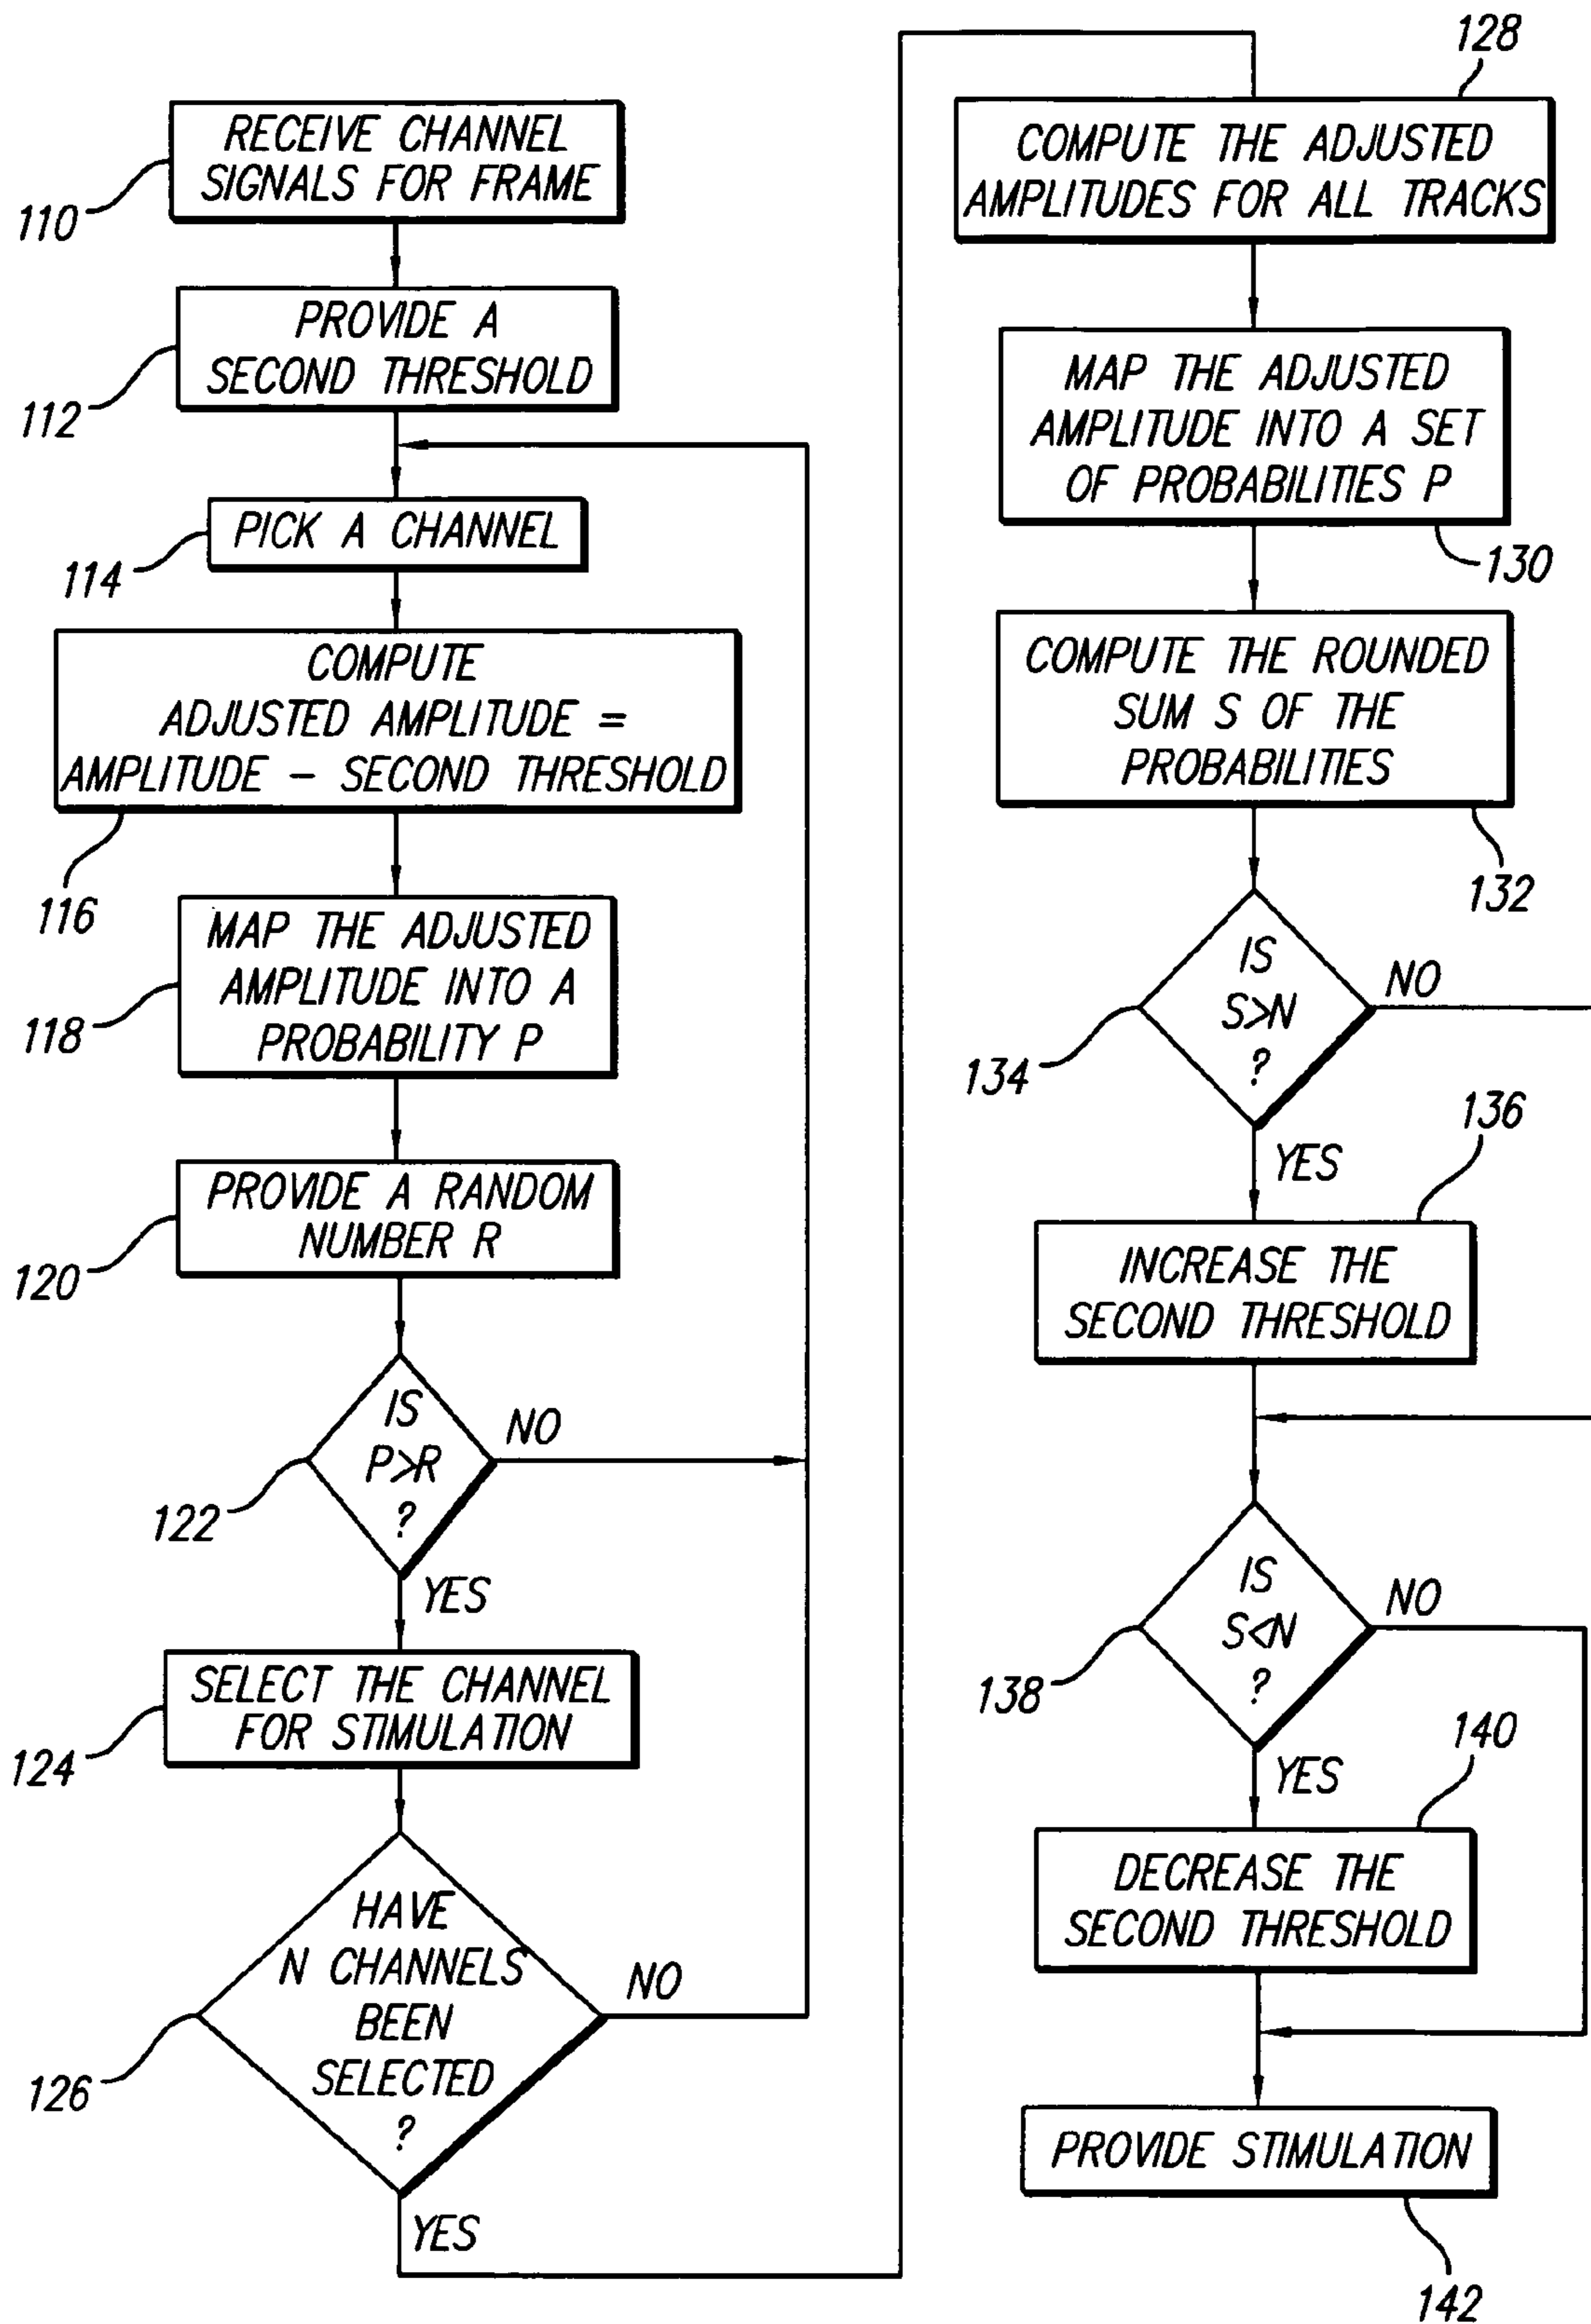 RECEIVE CHANNEL
SIGNALS FOR FRAME
110
PROVIDE A
SECOND THRESHOLD
112
PICK A CHANNEL
114
COMPUTE
ADJUSTED AMPLITUDE =
AMPLITUDE - SECOND THRESHOLD
116
MAP THE ADJUSTED
AMPLITUDE INTO A
PROBABILITY P
118
PROVIDE A RANDOM
NUMBER R
120
IS
P>R
?
NO
122
YES
SELECT THE CHANNEL
FOR STIMULATION
124
HAVE
N CHANNELS
BEEN
SELECTED
?
NO
126
YES
128
COMPUTE THE ADJUSTED
AMPLITUDES FOR ALL TRACKS
MAP THE ADJUSTED
AMPLITUDE INTO A SET
OF PROBABILITIES P
130
COMPUTE THE ROUNDED
SUM S OF THE
PROBABILITIES
132
IS
S>N
?
NO
134
YES
136
INCREASE THE
SECOND THRESHOLD
IS
S<N
?
NO
138
YES
140
DECREASE THE
SECOND THRESHOLD
PROVIDE STIMULATION
142